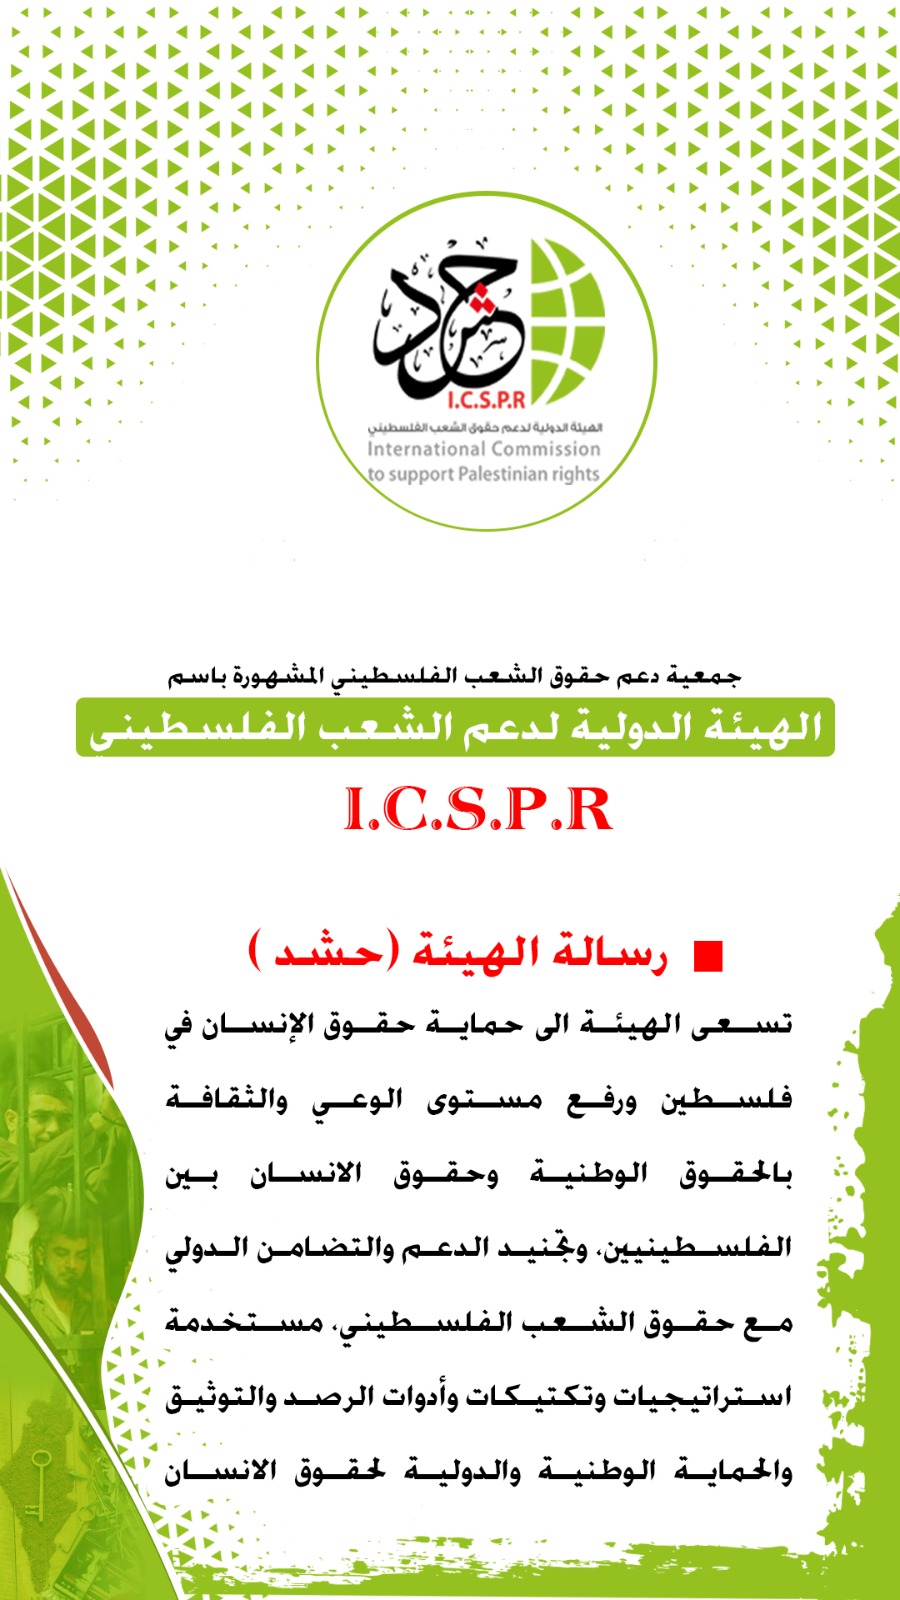 حشد
I.C.S.P.R
الهيئة الدولية لدعم حقوق الشعب الفلسطيني
International Commission
to support Palestinian rights
جمعية دعم حقوق الشعب الفلسطيني المشهورة باسم
الهيئة الدولية لدعم الشعب الفلسطيني
I.C.S.P.R
رسالة الهيئة (حشد )
تسعى الهيئة الى حماية حقوق الإنسان في
فلسطين ورفع مستوى الوعي والثقافة
بالحقوق الوطنية وحقوق الانسان بين
الفلسطينيين، وتجنيد الدعم والتضامن الدولي
مع حقوق الشعب الفلسطيني، مستخدمة
استراتيجيات وتكتيكات وأدوات الرصد والتوثيق
والحماية الوطنية والدولية لحقوق الانسان